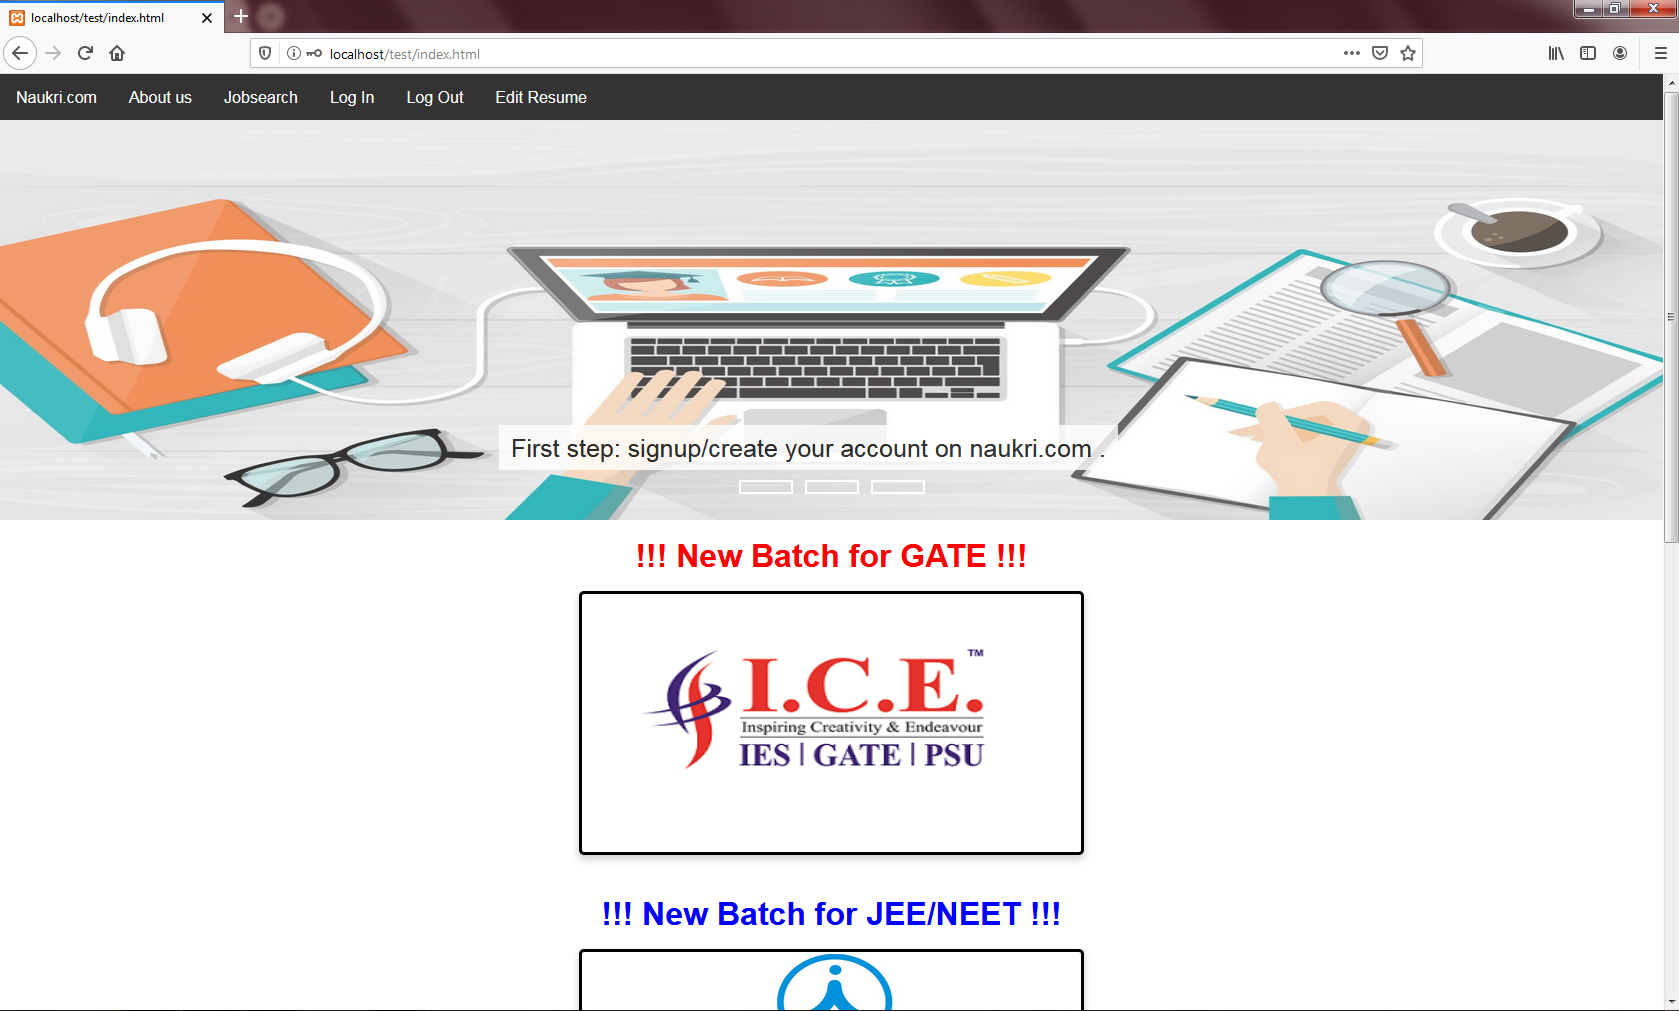 localhost/test/index.html
localhost/test/index.html
Naukri.com About us Jobsearch Log In Log Out Edit Resume
First step: signup/create your account on naukri.com .
!!! New Batch for GATE !!!
I.C.E. TM
Inspiring Creativity & Endeavour
IES | GATE | PSU
!!! New Batch for JEE/NEET !!!